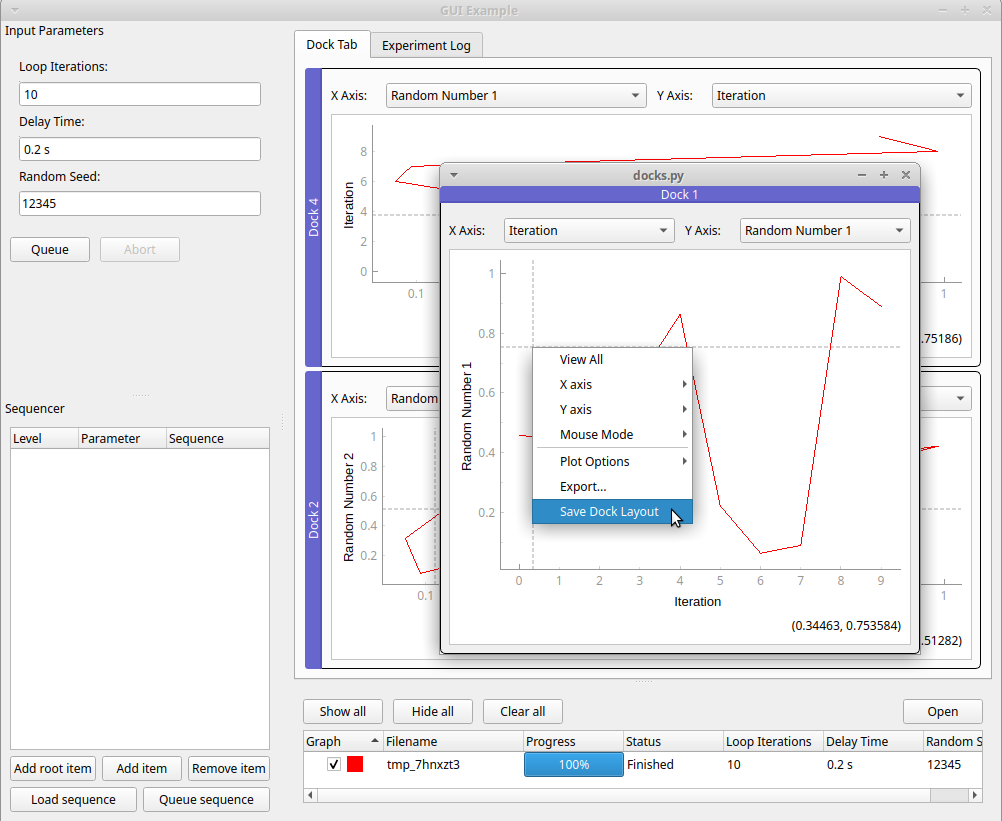 GUI Example
Input Parameters
Loop Iterations:
10
Delay Time:
0.2 s
Random Seed:
12345
Queue
Abort
Sequencer
Level Parameter Sequence
Add root item Add item Remove item
Load sequence Queue sequence
Dock Tab Experiment Log
Dock 4
X Axis: Random Number 1 Y Axis: Iteration
Iteration
8
6
4
2
0
0.1 1
.75186)
Dock 2
X Axis: Random
Random Number 2
1
0.8
0.6
0.4
0.2
0.1 1
.51282)
docks.py
Dock 1
X Axis: Iteration Y Axis: Random Number 1
Random Number 1
1
0.8
0.6
0.4
0.2
0 1 2 3 4 5 6 7 8 9
Iteration
(0.34463, 0.753584)
View All
X axis
Y axis
Mouse Mode
Plot Options
Export...
Save Dock Layout
Show all Hide all Clear all Open
Graph Filename Progress Status Loop Iterations Delay Time Random S
tmp_7hnxzt3 100% Finished 10 0.2 s 12345